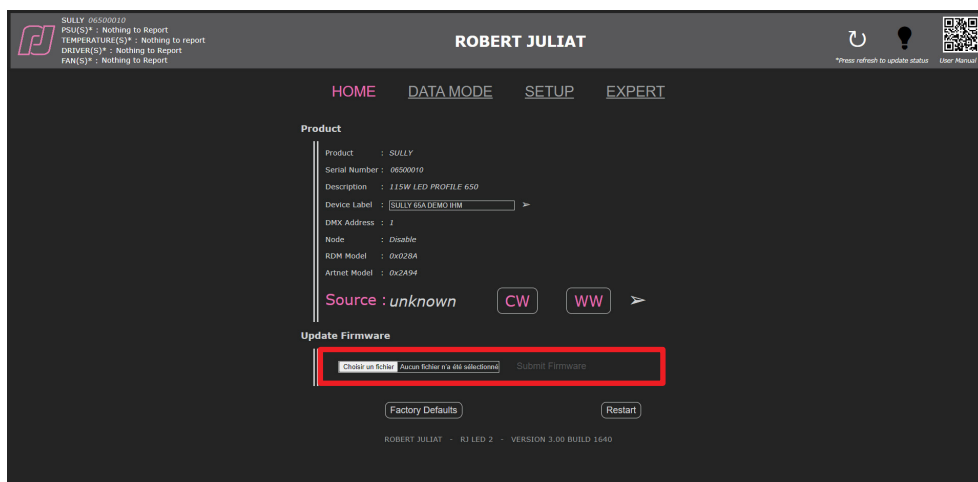 SULLY 06500010
PSU(S)* : Nothing to Report
TEMPERATURE(S)* : Nothing to report
DRIVER(S)* : Nothing to Report
FAN(S)* : Nothing to Report
ROBERT JULIAT
*Press refresh to update status
User Manual
HOME DATA MODE SETUP EXPERT
Product
Product : SULLY
Serial Number : 06500010
Description : 115W LED PROFILE 650
Device Label : SULLY 65A DEMO IHM
DMX Address : 1
Node : Disable
RDM Model : 0x028A
Artnet Model : 0x2A94
Source : unknown CW WW
Update Firmware
Choisir un fichier Aucun fichier n'a été sélectionné Submit Firmware
Factory Defaults Restart
ROBERT JULIAT - RJ LED 2 - VERSION 3.00 BUILD 1640